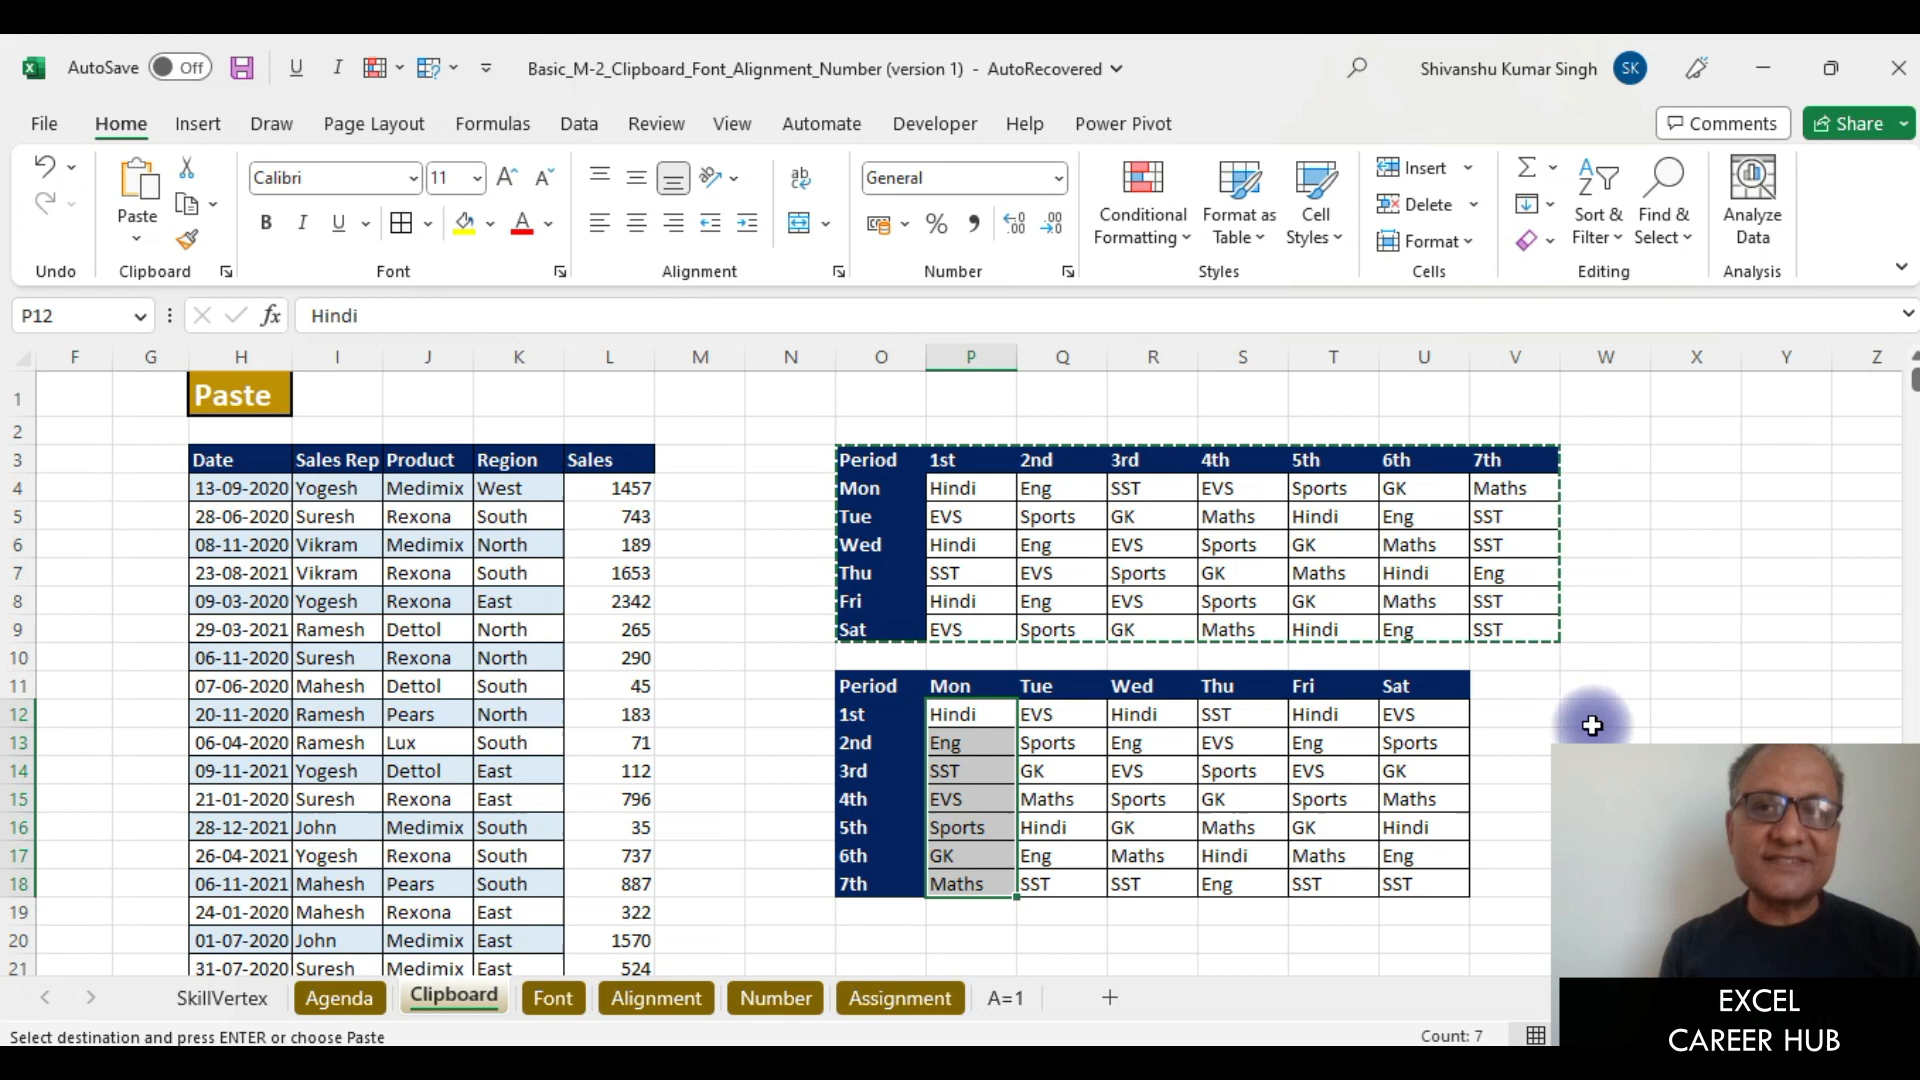 AutoSave Off Basic_M-2_Clipboard_Font_Alignment_Number (version 1) - AutoRecovered Shivanshu Kumar Singh SK
File Home Insert Draw Page Layout Formulas Data Review View Automate Developer Help Power Pivot Comments Share
Calibri 11 General Insert
Paste Conditional Format as Cell Delete Sort & Find & Analyze
Formatting Table Styles Format Filter Select Data
Undo Clipboard Font Alignment Number Styles Cells Editing Analysis
P12 fx Hindi
F G H I J K L M N O P Q R S T U V W X Y Z
1 Paste
2
3 Date Sales Rep Product Region Sales Period 1st 2nd 3rd 4th 5th 6th 7th
4 13-09-2020 Yogesh Medimix West 1457 Mon Hindi Eng SST EVS Sports GK Maths
5 28-06-2020 Suresh Rexona South 743 Tue EVS Sports GK Maths Hindi Eng SST
6 08-11-2020 Vikram Medimix North 189 Wed Hindi Eng EVS Sports GK Maths SST
7 23-08-2021 Vikram Rexona South 1653 Thu SST EVS Sports GK Maths Hindi Eng
8 09-03-2020 Yogesh Rexona East 2342 Fri Hindi Eng EVS Sports GK Maths SST
9 29-03-2021 Ramesh Dettol North 265 Sat EVS Sports GK Maths Hindi Eng SST
10 06-11-2020 Suresh Rexona North 290
11 07-06-2020 Mahesh Dettol South 45 Period Mon Tue Wed Thu Fri Sat
12 20-11-2020 Ramesh Pears North 183 1st Hindi EVS Hindi SST Hindi EVS
13 06-04-2020 Ramesh Lux South 71 2nd Eng Sports Eng EVS Eng Sports
14 09-11-2021 Yogesh Dettol East 112 3rd SST GK EVS Sports EVS GK
15 21-01-2020 Suresh Rexona East 796 4th EVS Maths Sports GK Sports Maths
16 28-12-2021 John Medimix South 35 5th Sports Hindi GK Maths GK Hindi
17 26-04-2021 Yogesh Rexona South 737 6th GK Eng Maths Hindi Maths Eng
18 06-11-2021 Mahesh Pears South 887 7th Maths SST SST Eng SST SST
19 24-01-2020 Mahesh Rexona East 322
20 01-07-2020 John Medimix East 1570
21 31-07-2020 Suresh Medimix East 524
SkillVertex Agenda Clipboard Font Alignment Number Assignment A=1
Select destination and press ENTER or choose Paste Count: 7
EXCEL
CAREER HUB